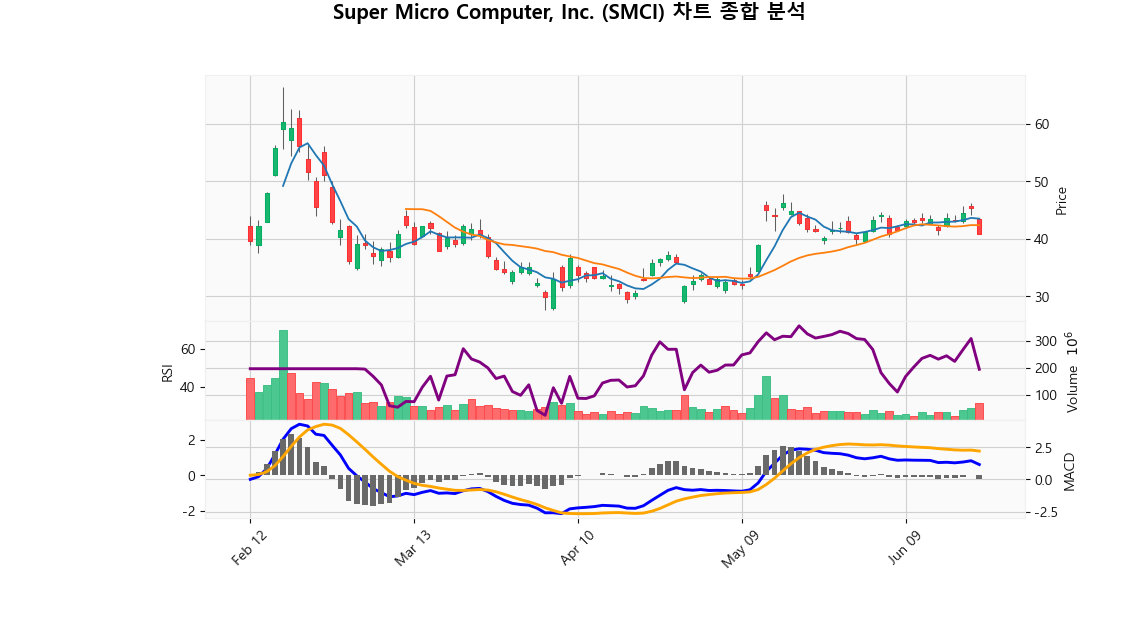 Super Micro Computer, Inc. (SMCI) 차트 종합 분석
60
50
40
30
Price
60
40
RSI
300
200
100
Volume 10⁶
2
0
-2
2.5
0.0
-2.5
MACD
Feb 12
Mar 13
Apr 10
May 09
Jun 09